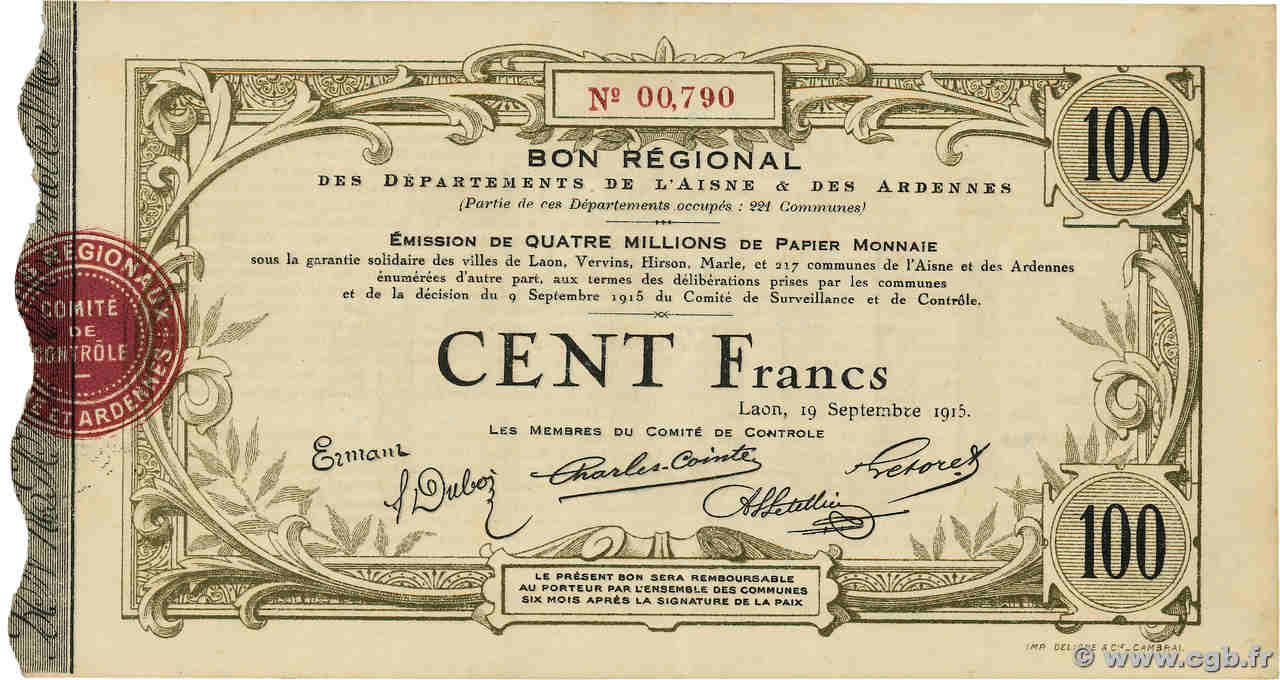 Nº 00,790
100
BON RÉGIONAL
DES DÉPARTEMENTS DE L'AISNE & DES ARDENNES
(Partie de ces Départements occupés : 221 Communes)
ÉMISSION DE QUATRE MILLIONS DE PAPIER MONNAIE
sous la garantie solidaire des villes de Laon, Vervins, Hirson, Marle, et 217 communes de l'Aisne et des Ardennes
énumérées d'autre part, aux termes des délibérations prises par les communes
et de la décision du 9 Septembre 1915 du Comité de Surveillance et de Contrôle.
RÉGIONAUX
COMITÉ
DE
CONTRÔLE
ET ARDENNES
CENT Francs
Laon, 19 Septembre 1915.
LES MEMBRES DU COMITÉ DE CONTROLE
Ermant
Charles-Cointe
100
LE PRÉSENT BON SERA REMBOURSABLE
AU PORTEUR PAR L'ENSEMBLE DES COMMUNES
SIX MOIS APRÈS LA SIGNATURE DE LA PAIX
IMP. DELIGNE & Cie_CAMBRAI.
© www.cgb.fr